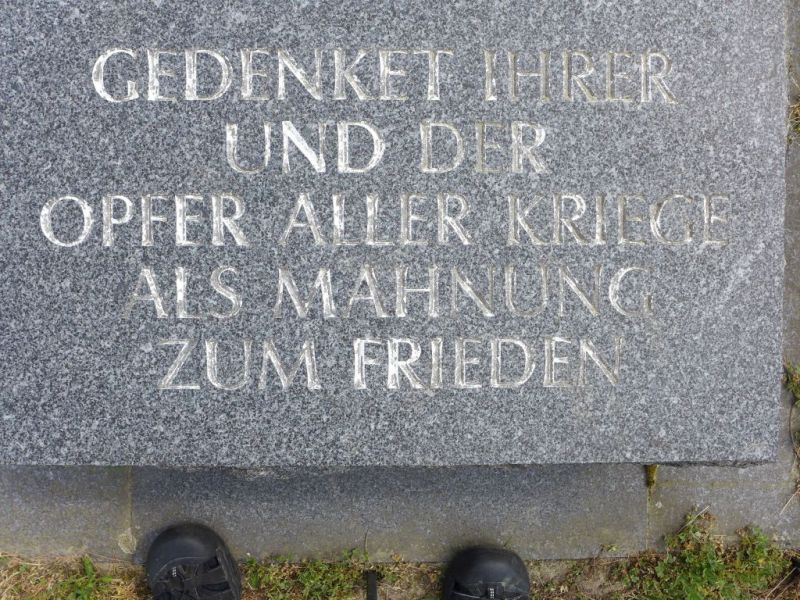 GEDENKET IHRER
UND DER
OPFER ALLER KRIEGE
ALS MAHNUNG
ZUM FRIEDEN